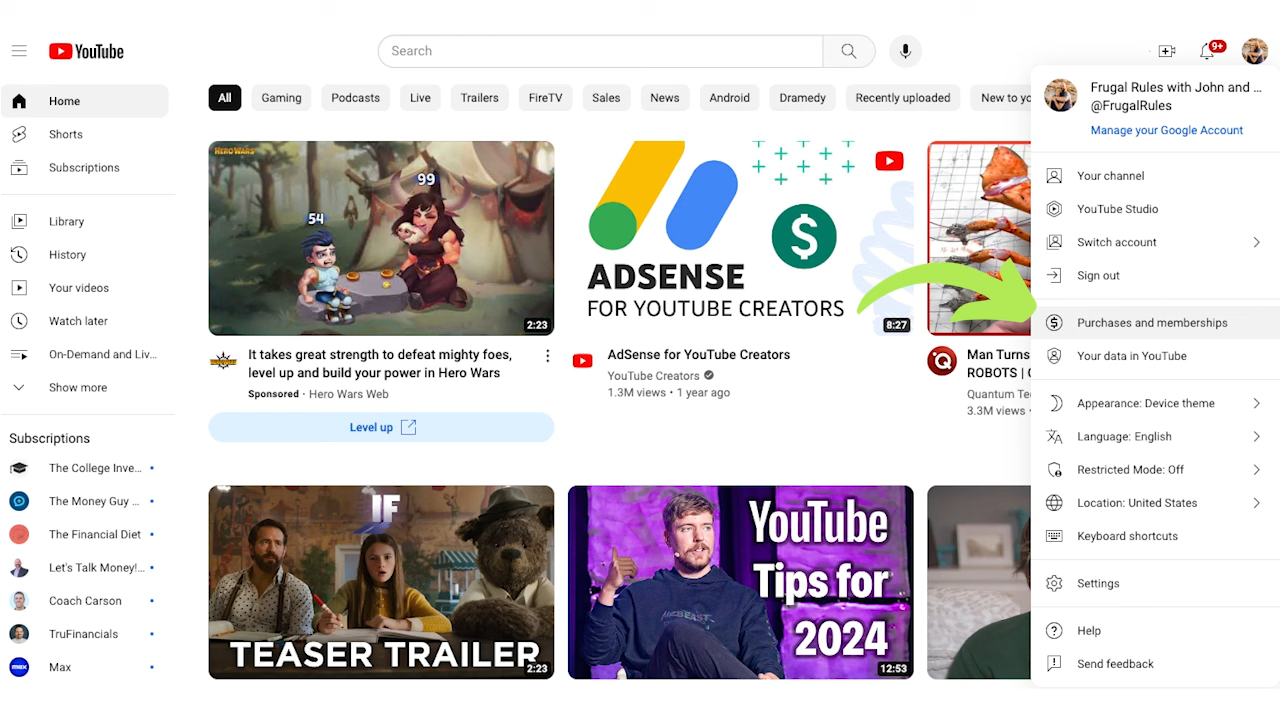 YouTube
Search
9+
Home
Shorts
Subscriptions
Library
History
Your videos
Watch later
On-Demand and Liv...
Show more
Subscriptions
The College Inve...
The Money Guy ...
The Financial Diet
Let's Talk Money!...
Coach Carson
TruFinancials
max
Max
All
Gaming
Podcasts
Live
Trailers
FireTV
Sales
News
Android
Dramedy
Recently uploaded
New to yo
HERO WARS
99
54
2:23
It takes great strength to defeat mighty foes,
level up and build your power in Hero Wars
Sponsored · Hero Wars Web
Level up
ADSENSE
FOR YOUTUBE CREATORS
8:27
AdSense for YouTube Creators
YouTube Creators
1.3M views • 1 year ago
Man Turns
ROBOTS |
Quantum Te
3.3M views
IF
TEASER TRAILER
2:23
YouTube
Tips for
2024
12:53
Frugal Rules with John and ...
@FrugalRules
Manage your Google Account
Your channel
YouTube Studio
Switch account
Sign out
Purchases and memberships
Your data in YouTube
Appearance: Device theme
Language: English
Restricted Mode: Off
Location: United States
Keyboard shortcuts
Settings
Help
Send feedback